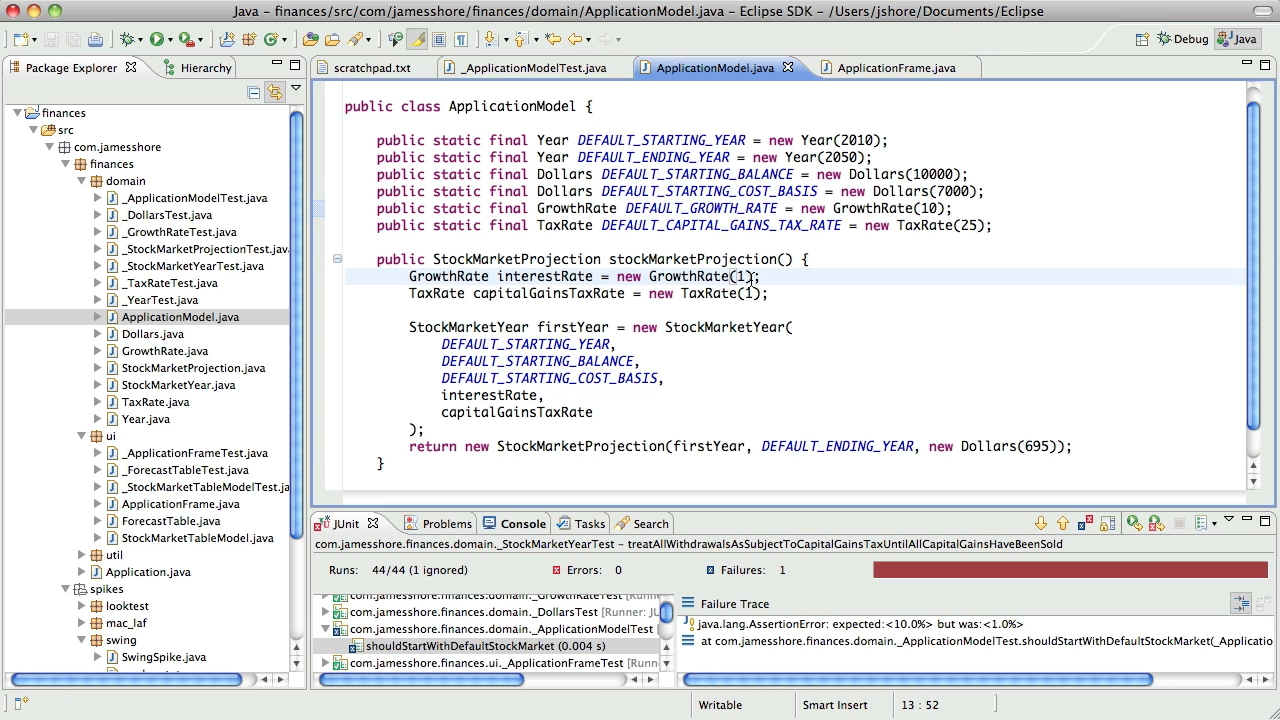 Java – finances/src/com/jamesshore/finances/domain/ApplicationModel.java – Eclipse SDK – /Users/jshore/Documents/Eclipse
Debug
Java
Package Explorer
Hierarchy
scratchpad.txt
_ApplicationModelTest.java
ApplicationModel.java
ApplicationFrame.java
finances
src
com.jamesshore
finances
domain
_ApplicationModelTest.java
_DollarsTest.java
_GrowthRateTest.java
_StockMarketProjectionTest.java
_StockMarketYearTest.java
_TaxRateTest.java
_YearTest.java
ApplicationModel.java
Dollars.java
GrowthRate.java
StockMarketProjection.java
StockMarketYear.java
TaxRate.java
Year.java
ui
_ApplicationFrameTest.java
_ForecastTableTest.java
_StockMarketTableModelTest.ja
ApplicationFrame.java
ForecastTable.java
StockMarketTableModel.java
util
Application.java
spikes
looktest
mac_laf
swing
SwingSpike.java
public class ApplicationModel {
public static final Year DEFAULT_STARTING_YEAR = new Year(2010);
public static final Year DEFAULT_ENDING_YEAR = new Year(2050);
public static final Dollars DEFAULT_STARTING_BALANCE = new Dollars(10000);
public static final Dollars DEFAULT_STARTING_COST_BASIS = new Dollars(7000);
public static final GrowthRate DEFAULT_GROWTH_RATE = new GrowthRate(10);
public static final TaxRate DEFAULT_CAPITAL_GAINS_TAX_RATE = new TaxRate(25);
public StockMarketProjection stockMarketProjection() {
GrowthRate interestRate = new GrowthRate(1);
TaxRate capitalGainsTaxRate = new TaxRate(1);
StockMarketYear firstYear = new StockMarketYear(
DEFAULT_STARTING_YEAR,
DEFAULT_STARTING_BALANCE,
DEFAULT_STARTING_COST_BASIS,
interestRate,
capitalGainsTaxRate
);
return new StockMarketProjection(firstYear, DEFAULT_ENDING_YEAR, new Dollars(695));
}
JUnit
Problems
Console
Tasks
Search
com.jamesshore.finances.domain._StockMarketYearTest – treatAllWithdrawalsAsSubjectToCapitalGainsTaxUntilAllCapitalGainsHaveBeenSold
Runs: 44/44 (1 ignored)
Errors: 0
Failures: 1
com.jamesshore.finances.domain._GrowthRateTest [Runne
com.jamesshore.finances.domain._DollarsTest [Runner: JU
com.jamesshore.finances.domain._ApplicationModelTest
shouldStartWithDefaultStockMarket (0.004 s)
com.jamesshore.finances.ui._ApplicationFrameTest [Runne
Failure Trace
java.lang.AssertionError: expected:<10.0%> but was:<1.0%>
at com.jamesshore.finances.domain._ApplicationModelTest.shouldStartWithDefaultStockMarket(_Applicatio
Writable
Smart Insert
13 : 52